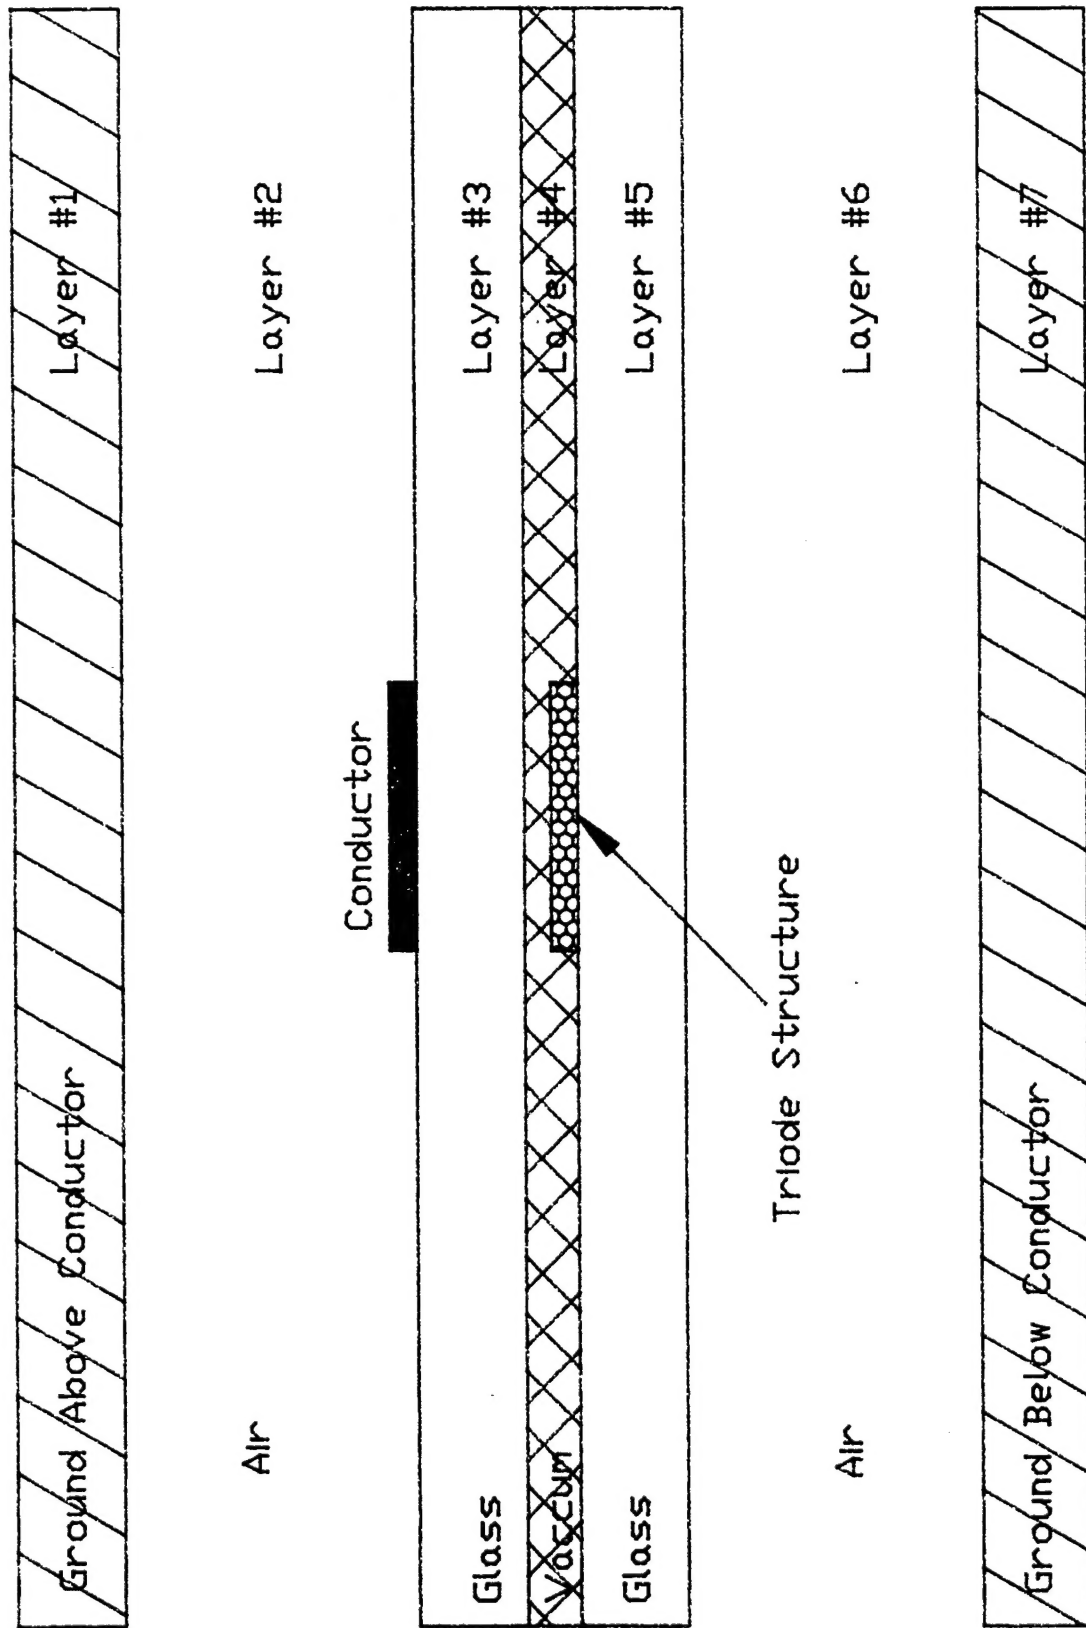 Ground Above Conductor Layer #1
Air Layer #2
Conductor
Glass Layer #3
Vaccum Layer #4
Glass Layer #5
Triode Structure
Air Layer #6
Ground Below Conductor Layer #7